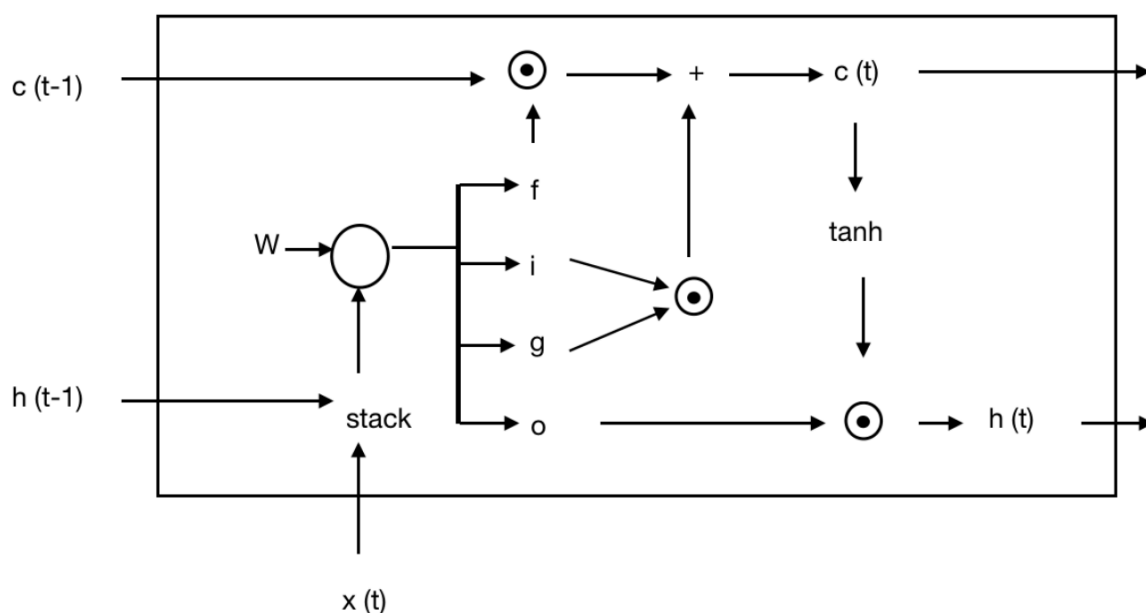 c (t-1)
+
c (t)
f
W
tanh
i
g
h (t-1)
stack
o
h (t)
x (t)